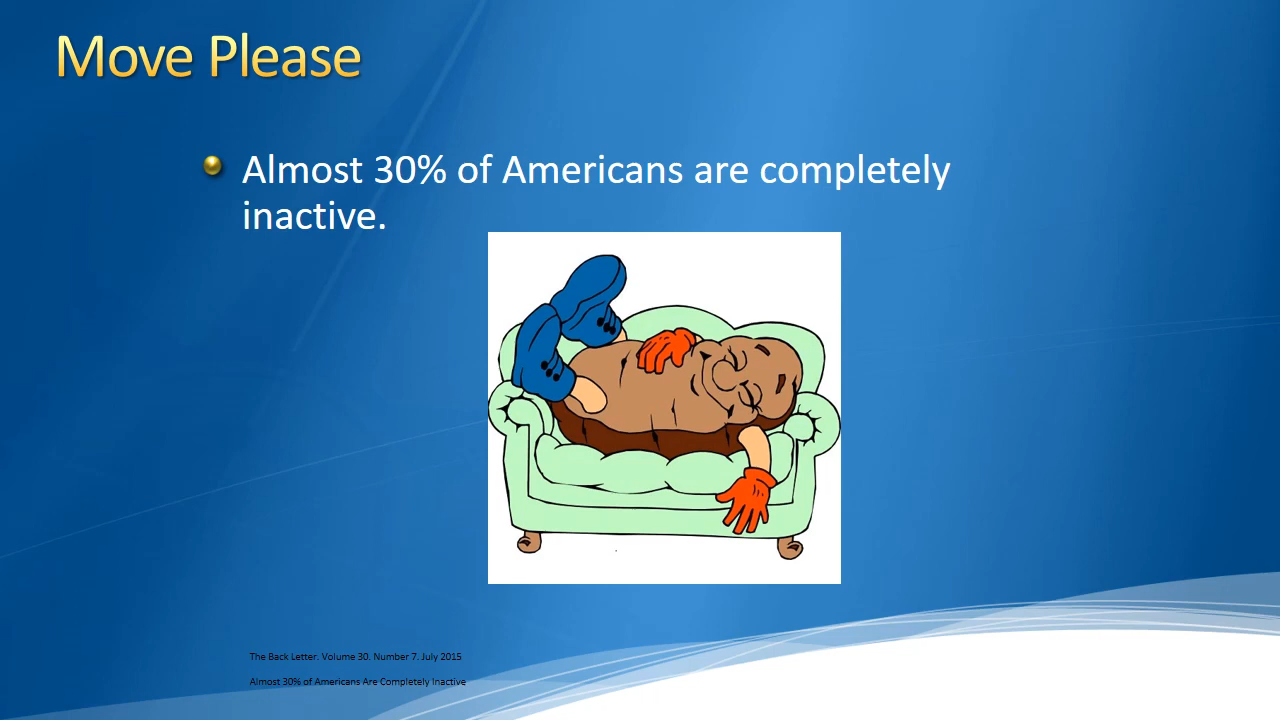 Move Please
Almost 30% of Americans are completely
inactive.
The Back Letter. Volume 30. Number 7. July 2015
Almost 30% of Americans Are Completely Inactive